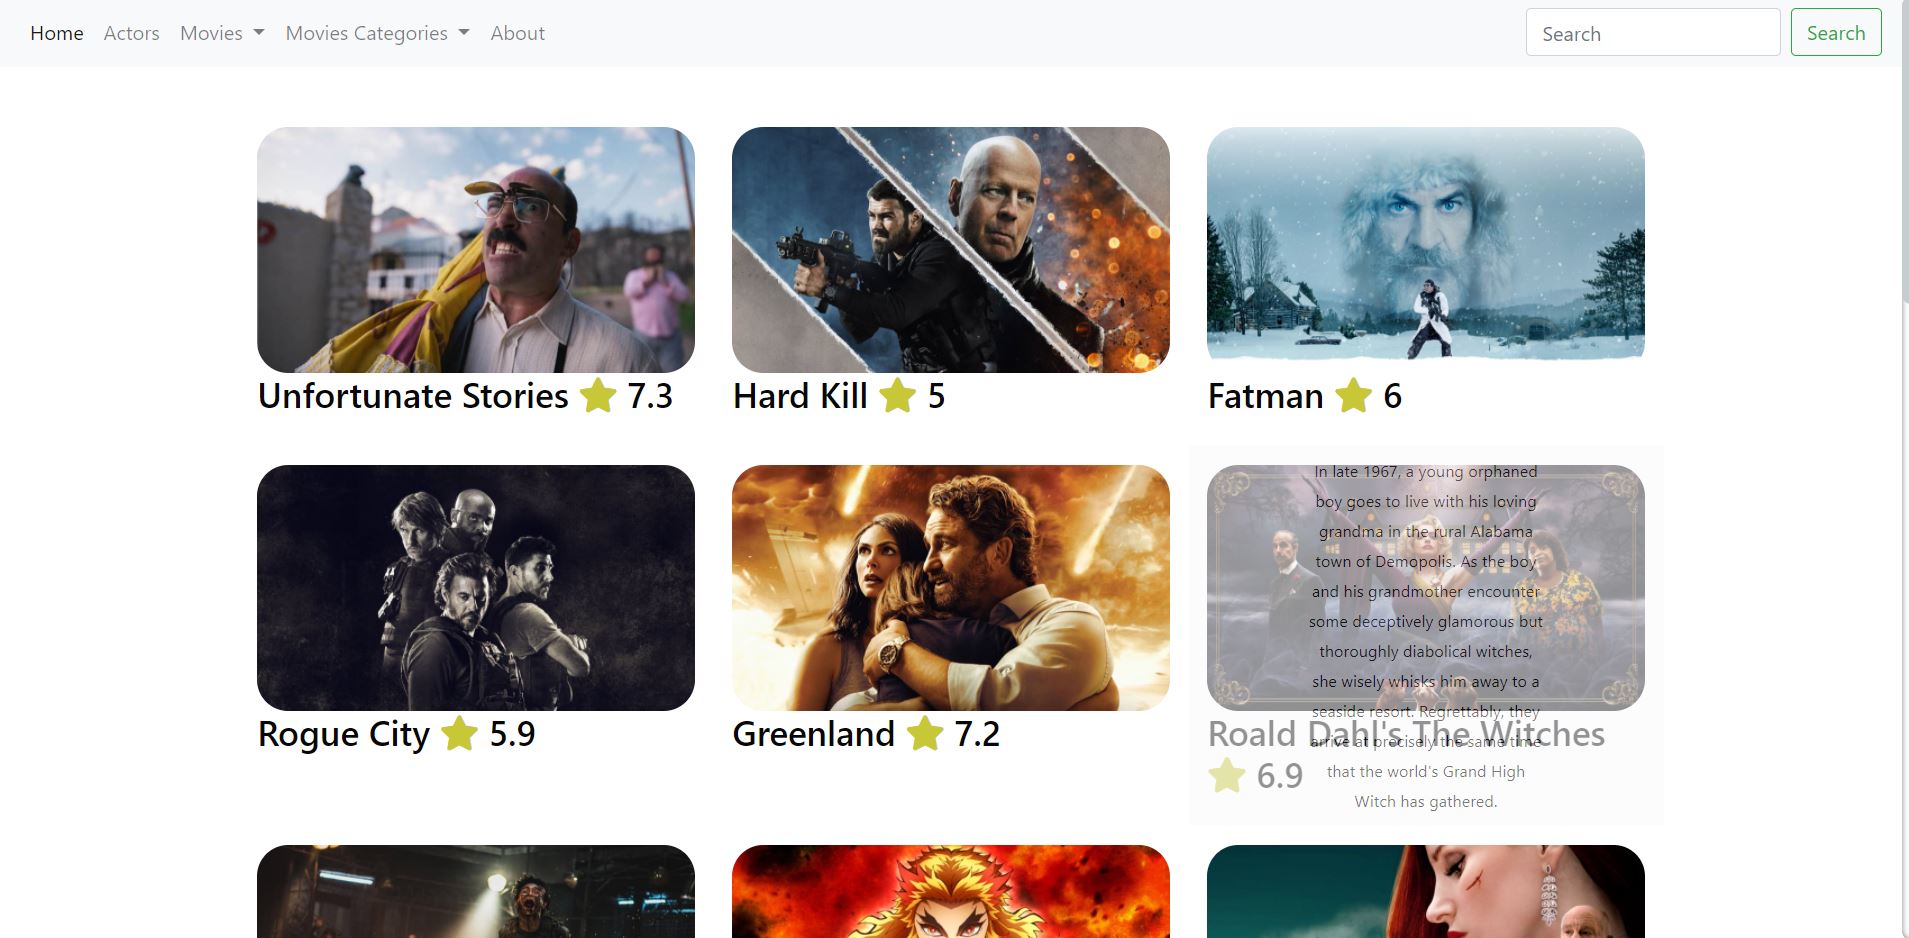 Home Actors Movies Movies Categories About Search Search
Unfortunate Stories 7.3
Hard Kill 5
Fatman 6
Rogue City 5.9
Greenland 7.2
In late 1967, a young orphaned
boy goes to live with his loving
grandma in the rural Alabama
town of Demopolis. As the boy
and his grandmother encounter
some deceptively glamorous but
thoroughly diabolical witches,
she wisely whisks him away to a
seaside resort. Regrettably, they
arrive at precisely the same time
that the world's Grand High
Witch has gathered.
Roald Dahl's The Witches
6.9